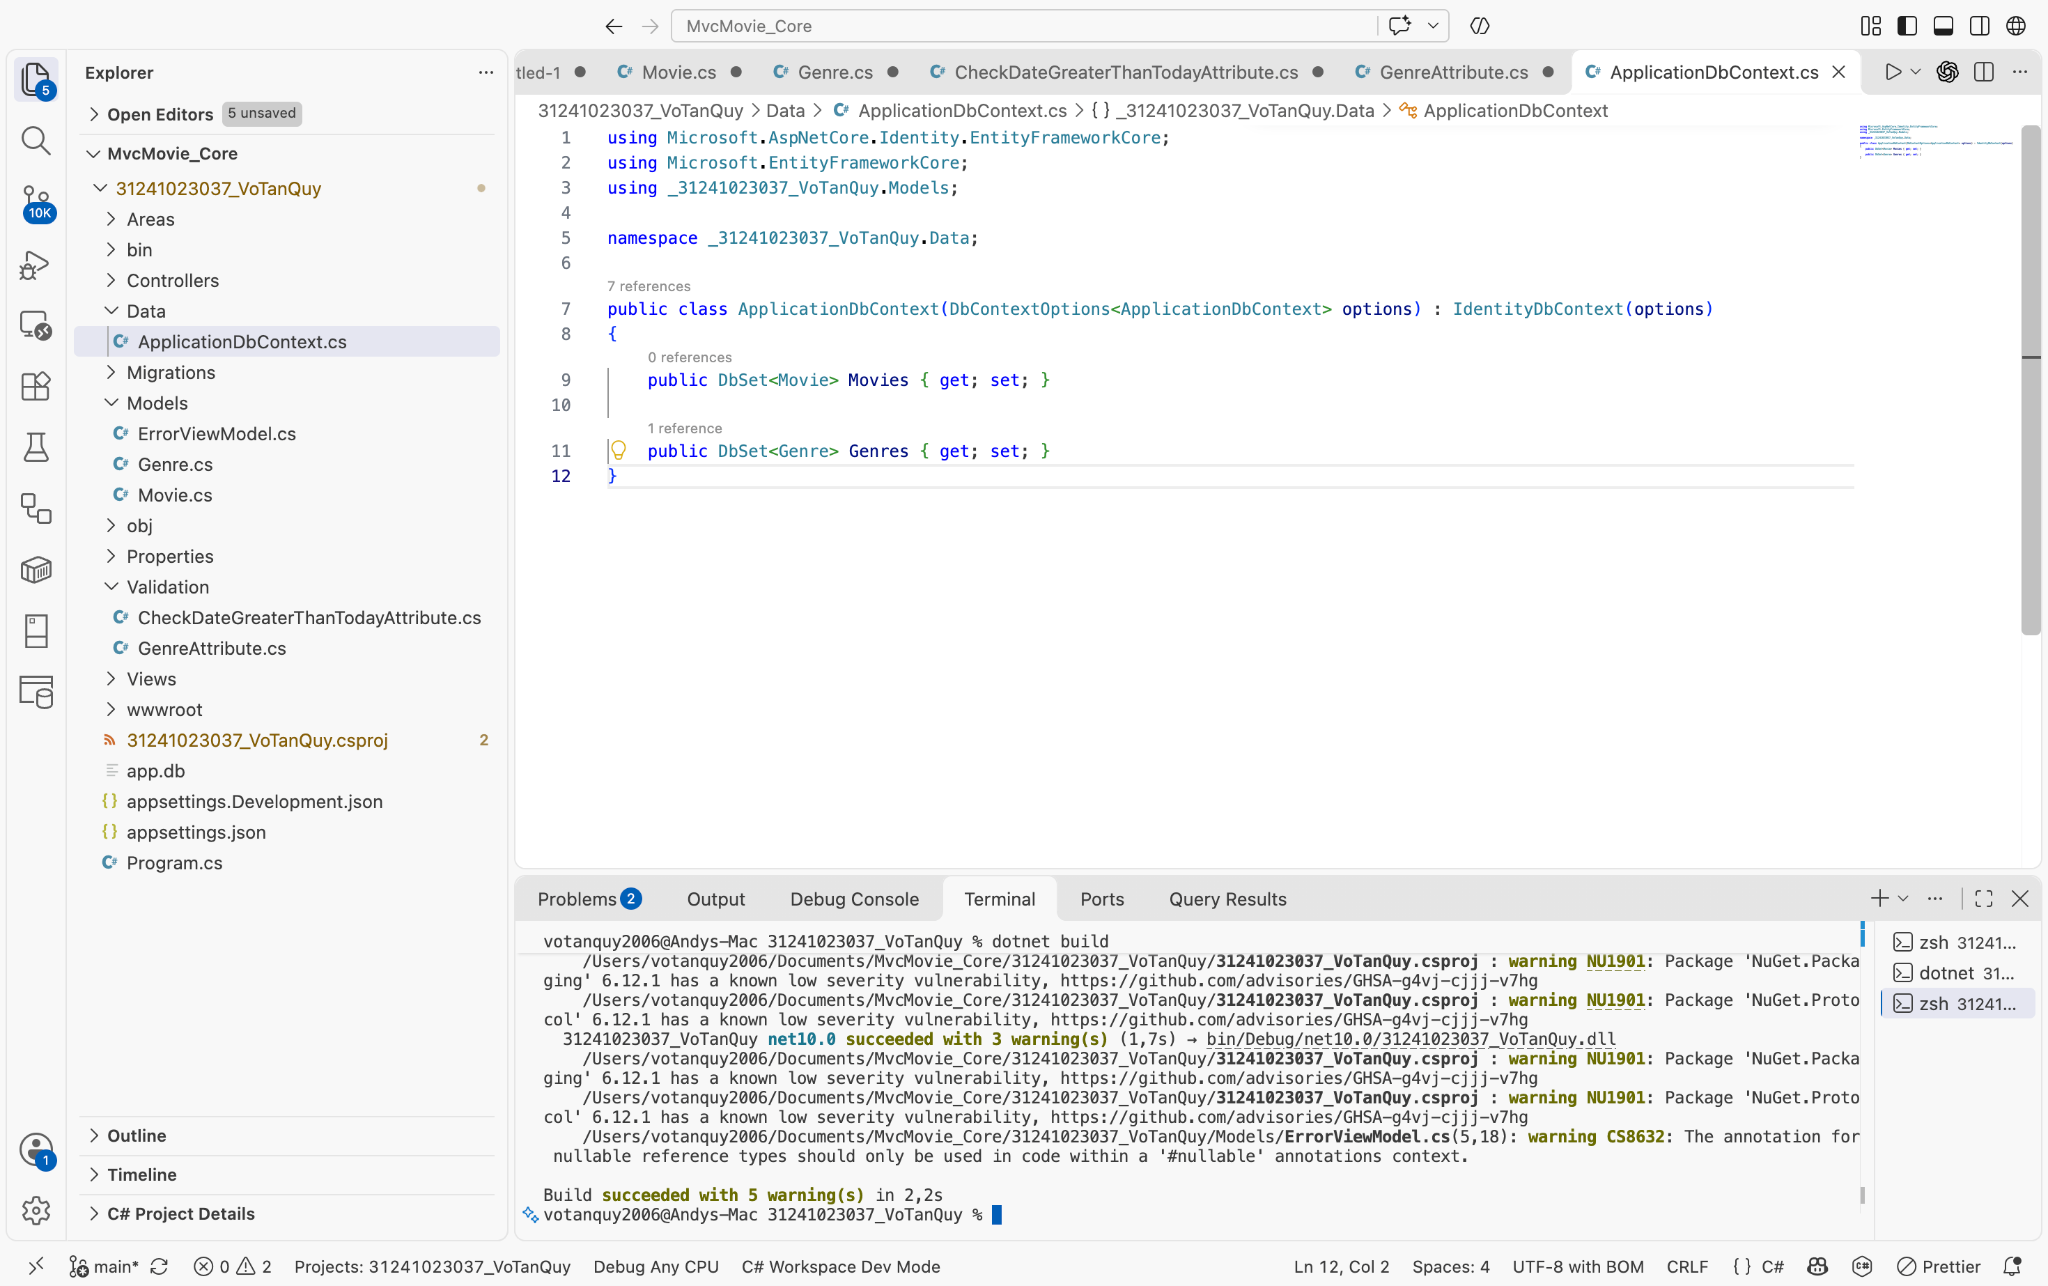 MvcMovie_Core
Explorer
Open Editors 5 unsaved
MvcMovie_Core
31241023037_VoTanQuy
Areas
bin
Controllers
Data
ApplicationDbContext.cs
Migrations
Models
ErrorViewModel.cs
Genre.cs
Movie.cs
obj
Properties
Validation
CheckDateGreaterThanTodayAttribute.cs
GenreAttribute.cs
Views
wwwroot
31241023037_VoTanQuy.csproj 2
app.db
appsettings.Development.json
appsettings.json
Program.cs
Outline
Timeline
C# Project Details
5
10K
1
tled-1 Movie.cs Genre.cs CheckDateGreaterThanTodayAttribute.cs GenreAttribute.cs ApplicationDbContext.cs
31241023037_VoTanQuy > Data > ApplicationDbContext.cs > {} _31241023037_VoTanQuy.Data > ApplicationDbContext
1 using Microsoft.AspNetCore.Identity.EntityFrameworkCore;
2 using Microsoft.EntityFrameworkCore;
3 using _31241023037_VoTanQuy.Models;
4
5 namespace _31241023037_VoTanQuy.Data;
6
7 references
7 public class ApplicationDbContext(DbContextOptions<ApplicationDbContext> options) : IdentityDbContext(options)
8 {
0 references
9 public DbSet<Movie> Movies { get; set; }
10
1 reference
11 public DbSet<Genre> Genres { get; set; }
12 }
Problems 2 Output Debug Console Terminal Ports Query Results
votanquy2006@Andys-Mac 31241023037_VoTanQuy % dotnet build
/Users/votanquy2006/Documents/MvcMovie_Core/31241023037_VoTanQuy/31241023037_VoTanQuy.csproj : warning NU1901: Package 'NuGet.Packa
ging' 6.12.1 has a known low severity vulnerability, https://github.com/advisories/GHSA-g4vj-cjjj-v7hg
/Users/votanquy2006/Documents/MvcMovie_Core/31241023037_VoTanQuy/31241023037_VoTanQuy.csproj : warning NU1901: Package 'NuGet.Proto
col' 6.12.1 has a known low severity vulnerability, https://github.com/advisories/GHSA-g4vj-cjjj-v7hg
31241023037_VoTanQuy net10.0 succeeded with 3 warning(s) (1,7s) → bin/Debug/net10.0/31241023037_VoTanQuy.dll
/Users/votanquy2006/Documents/MvcMovie_Core/31241023037_VoTanQuy/31241023037_VoTanQuy.csproj : warning NU1901: Package 'NuGet.Packa
ging' 6.12.1 has a known low severity vulnerability, https://github.com/advisories/GHSA-g4vj-cjjj-v7hg
/Users/votanquy2006/Documents/MvcMovie_Core/31241023037_VoTanQuy/31241023037_VoTanQuy.csproj : warning NU1901: Package 'NuGet.Proto
col' 6.12.1 has a known low severity vulnerability, https://github.com/advisories/GHSA-g4vj-cjjj-v7hg
/Users/votanquy2006/Documents/MvcMovie_Core/31241023037_VoTanQuy/Models/ErrorViewModel.cs(5,18): warning CS8632: The annotation for
nullable reference types should only be used in code within a '#nullable' annotations context.
Build succeeded with 5 warning(s) in 2,2s
votanquy2006@Andys-Mac 31241023037_VoTanQuy %
zsh 31241...
dotnet 31...
zsh 31241...
main* 0 2 Projects: 31241023037_VoTanQuy Debug Any CPU C# Workspace Dev Mode Ln 12, Col 2 Spaces: 4 UTF-8 with BOM CRLF {} C# Prettier